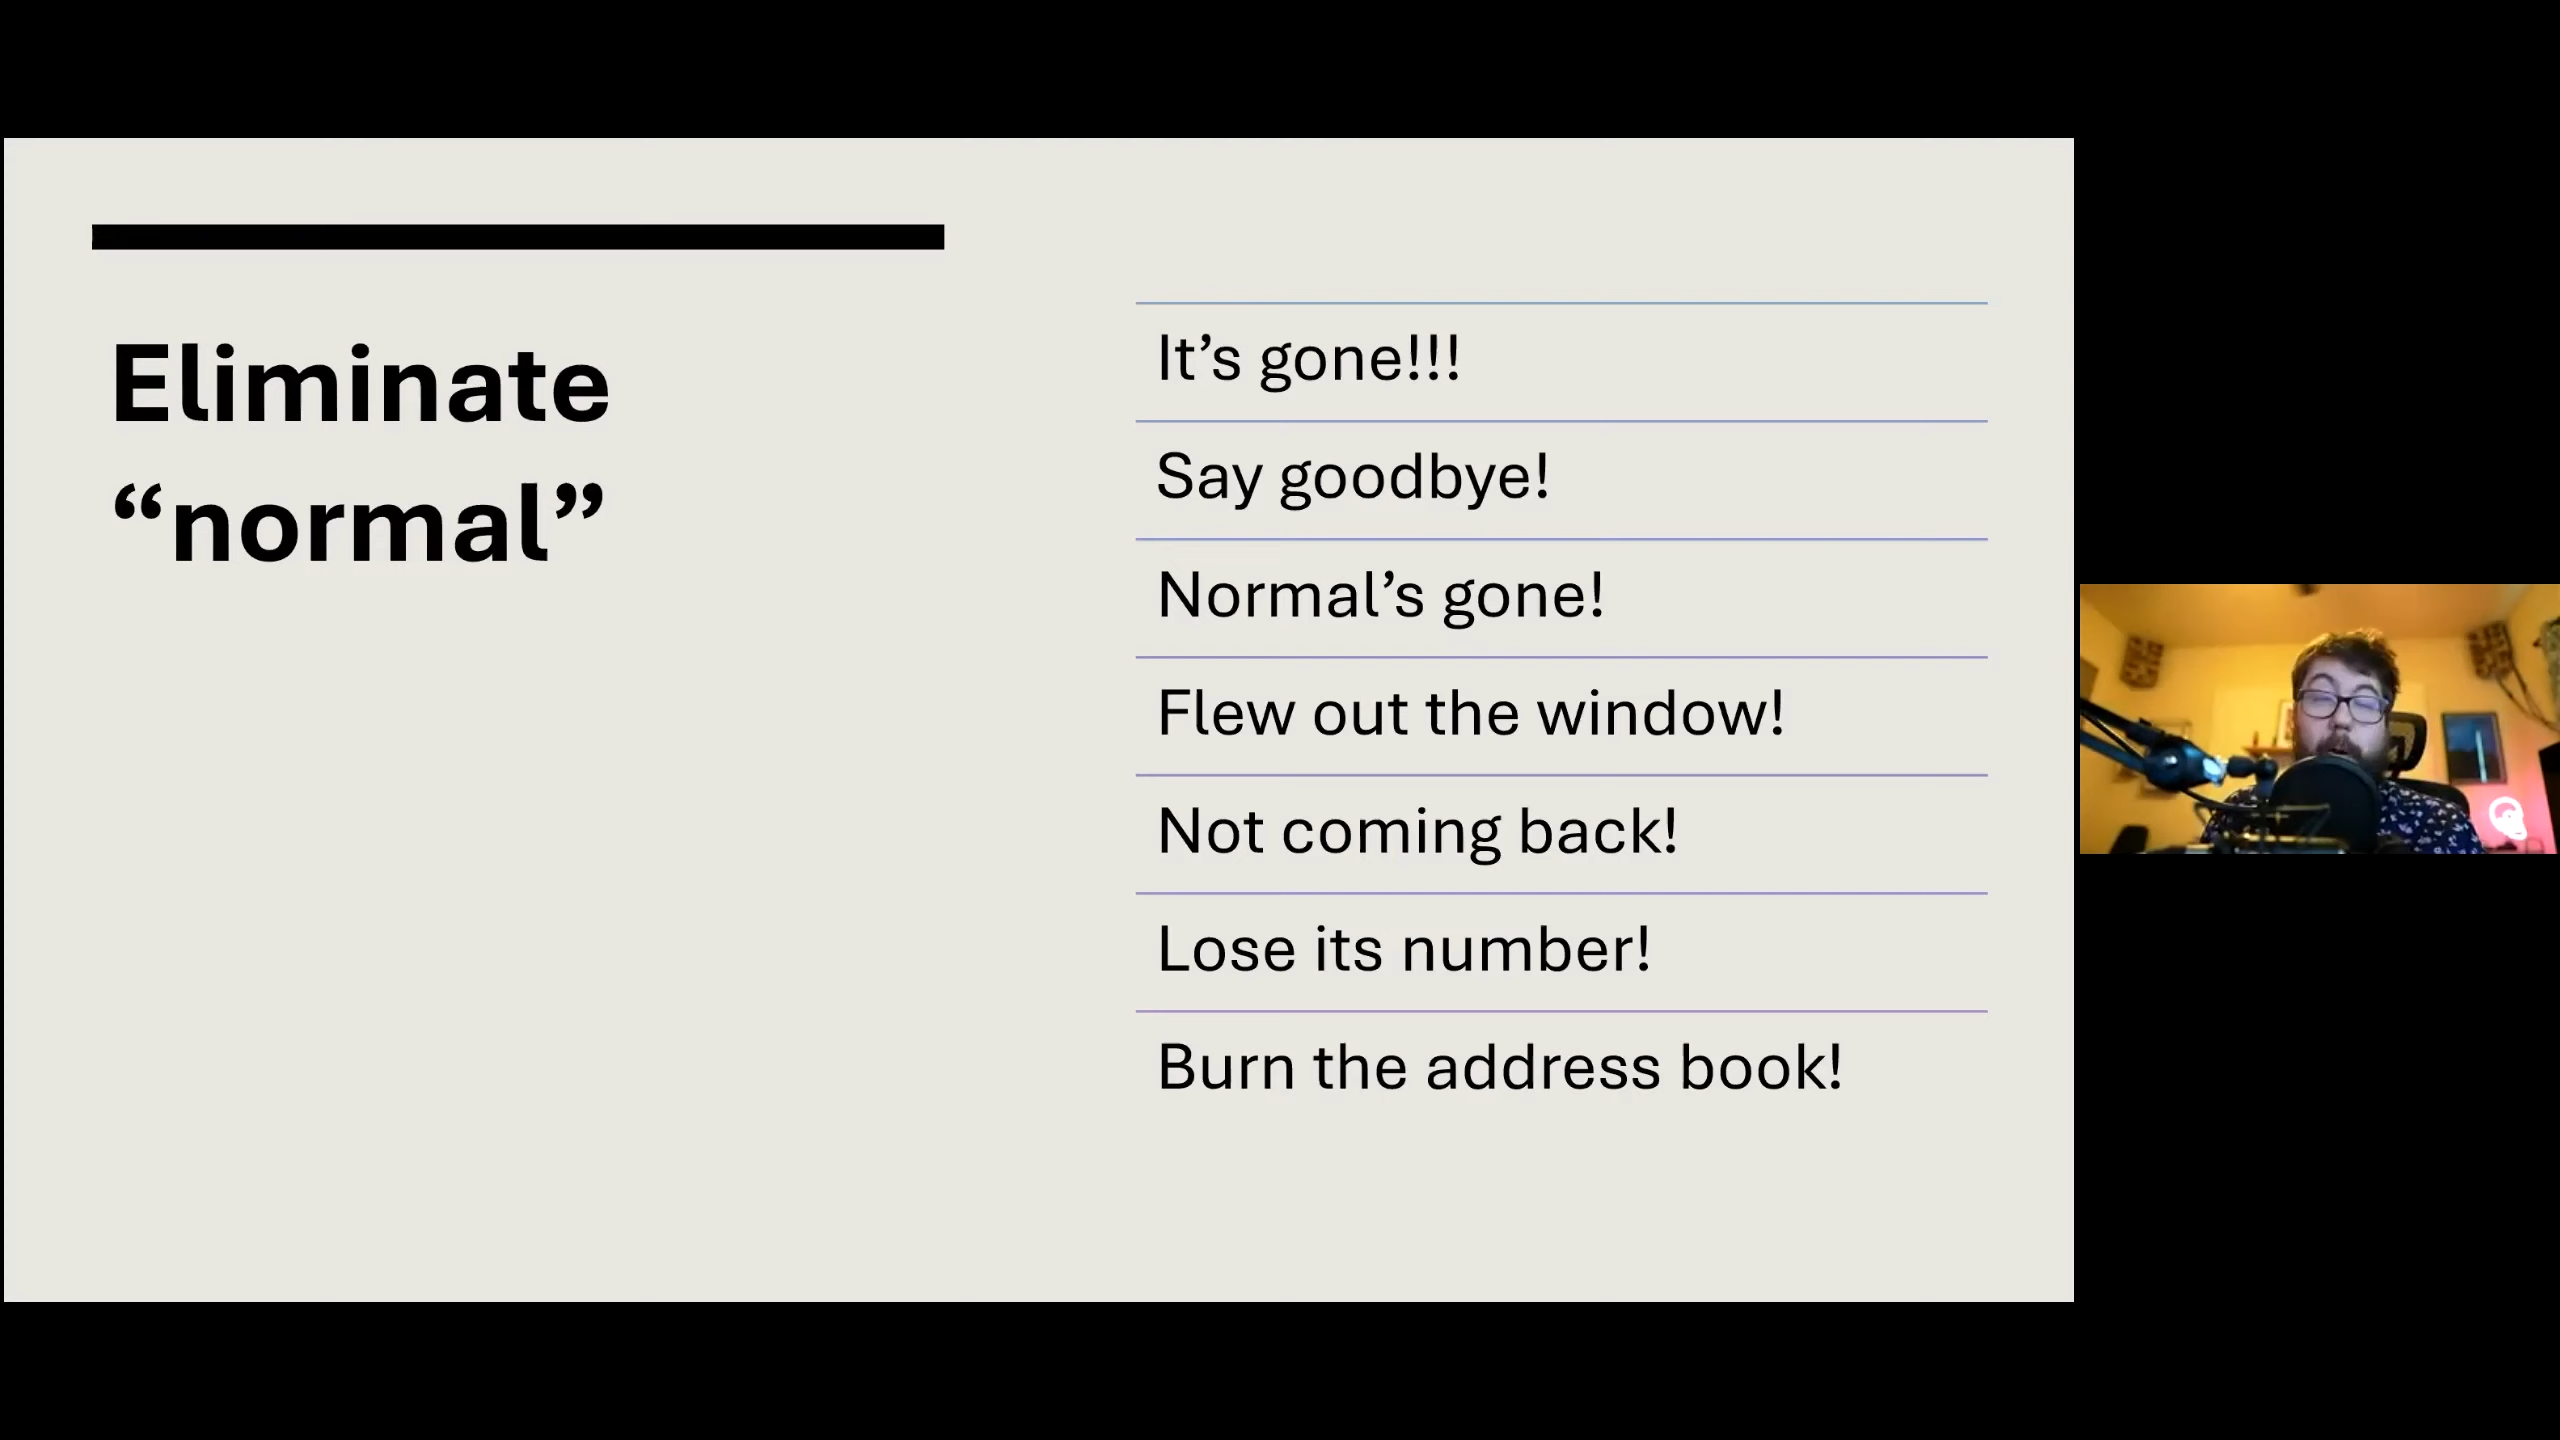 Eliminate
“normal”
It’s gone!!!
Say goodbye!
Normal’s gone!
Flew out the window!
Not coming back!
Lose its number!
Burn the address book!